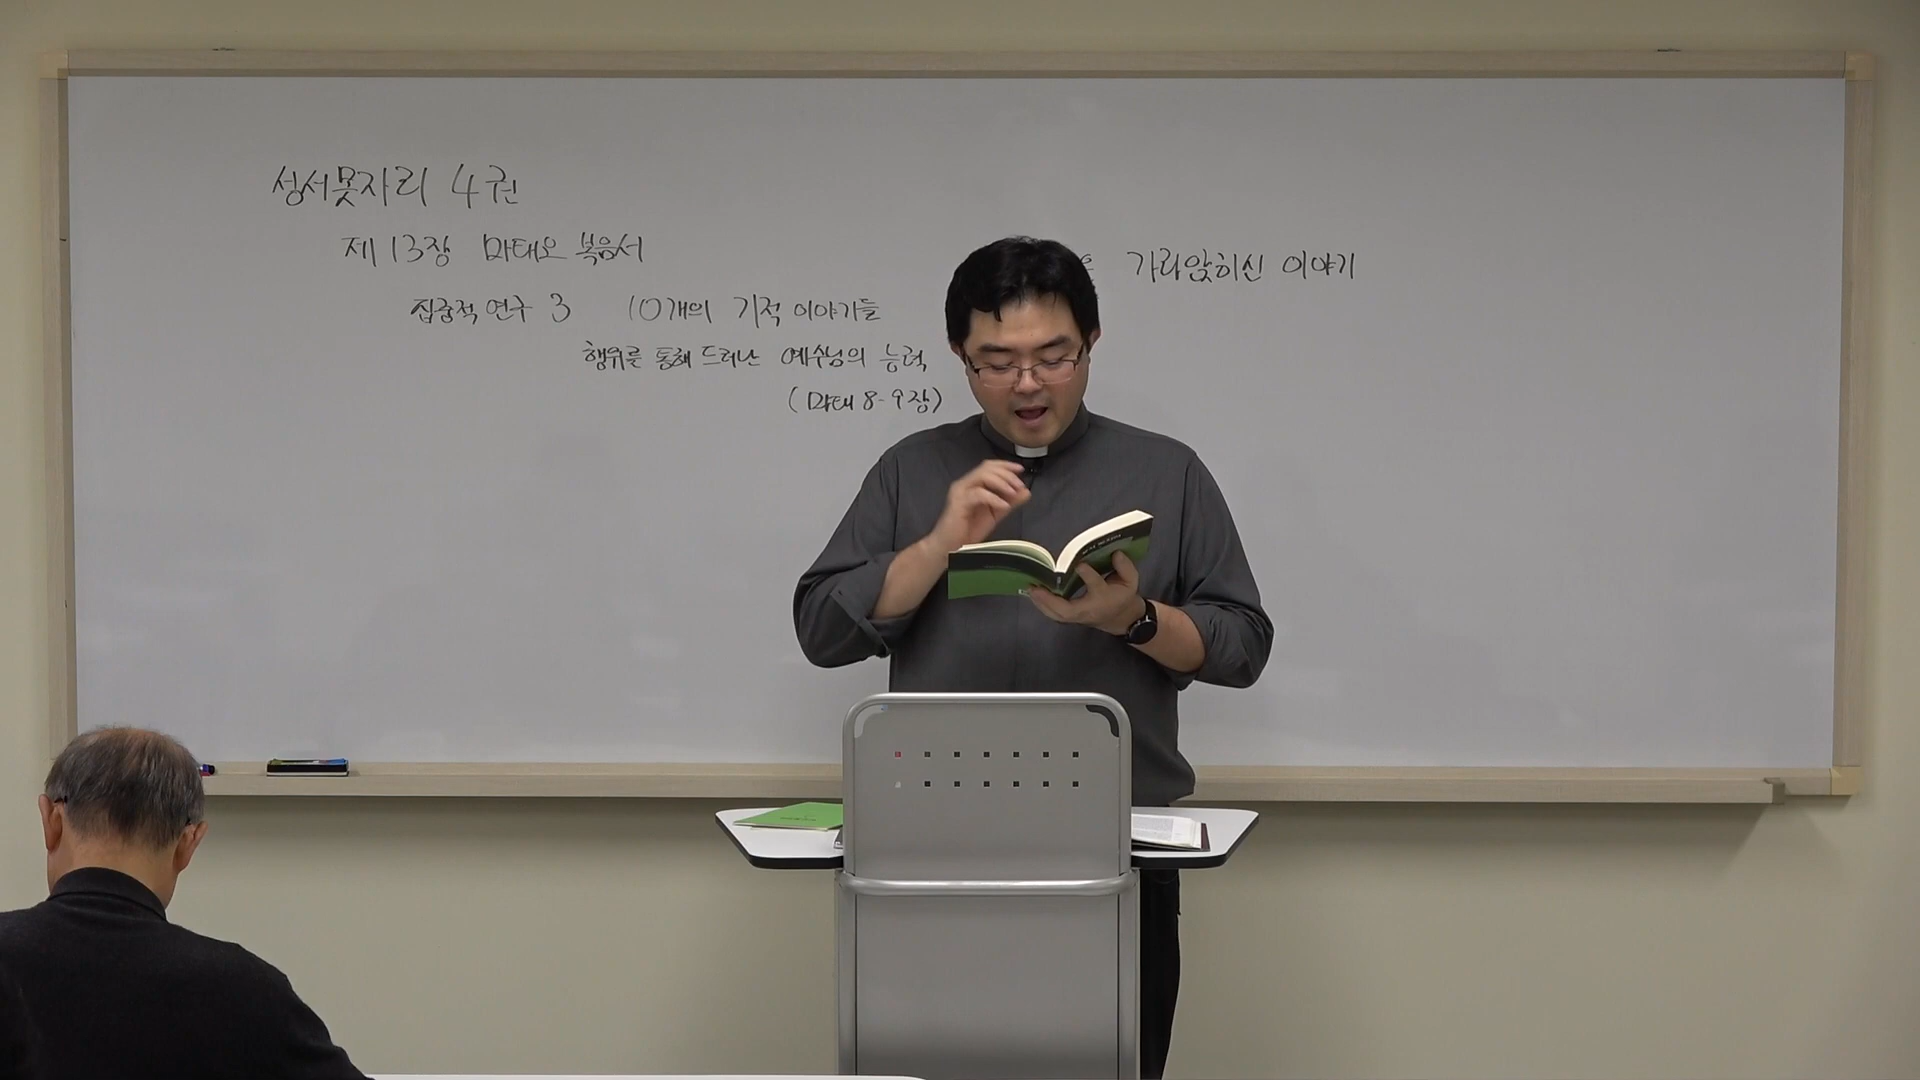 성서못자리 4권
제 13장 마태오 복음서
집중적 연구 3 10개의 기적 이야기들
행위를 통해 드러난 예수님의 능력
(마태 8-9장)
가라앉히신 이야기